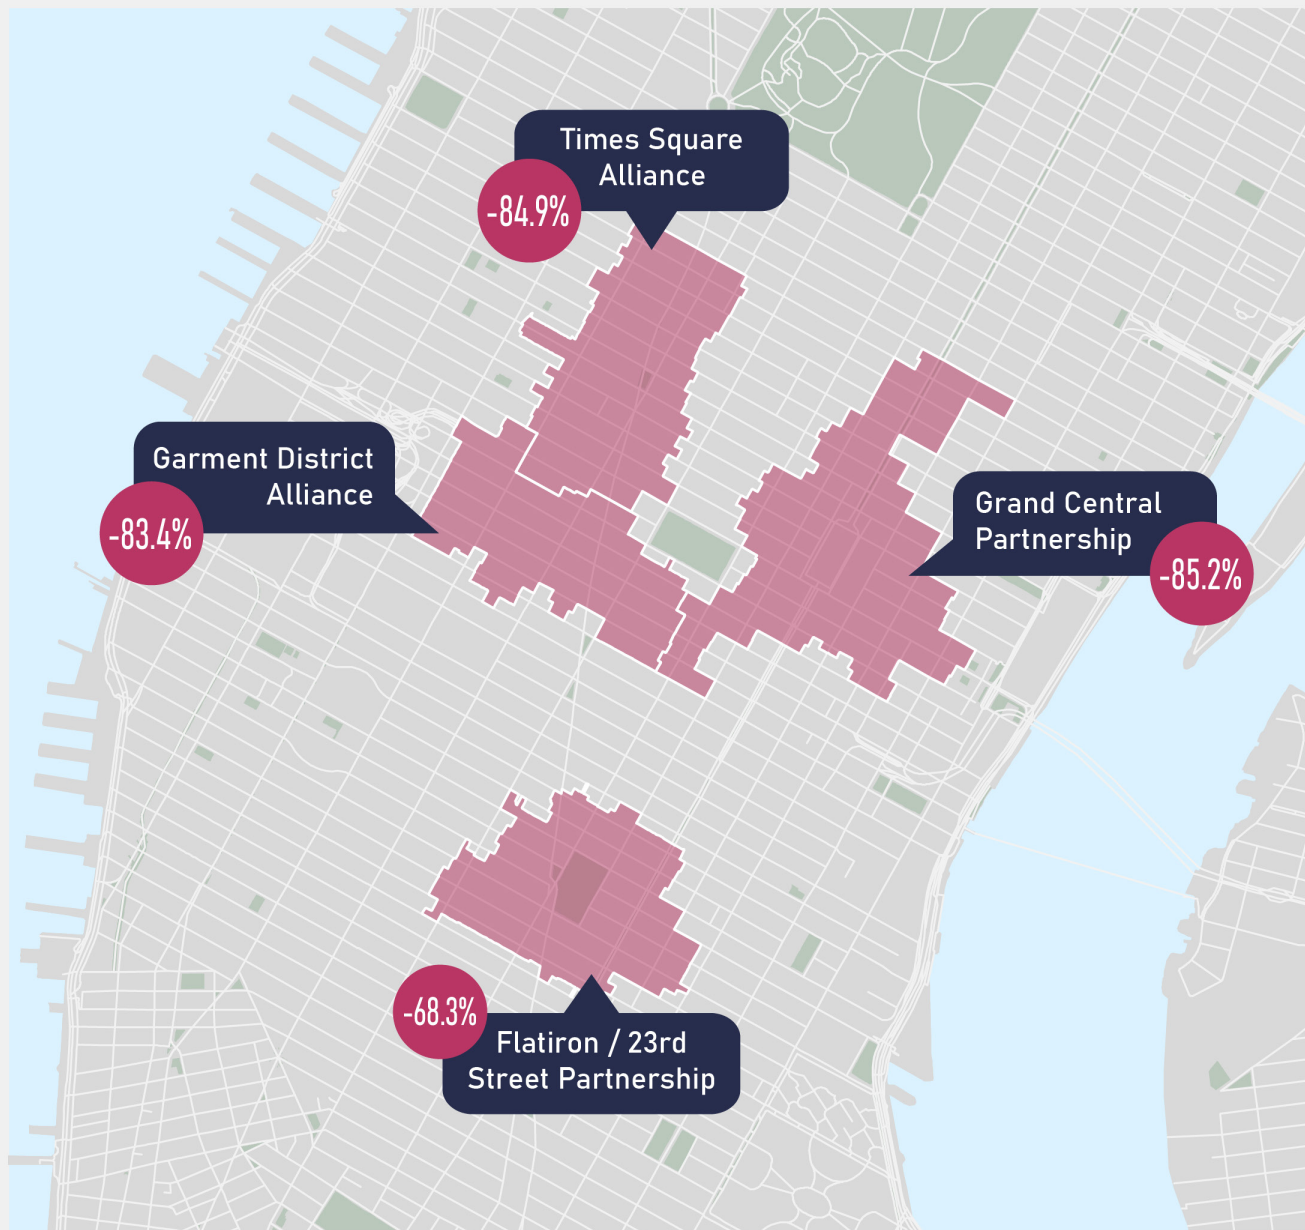 Times Square
Alliance
-84.9%
Garment District
Alliance
-83.4%
Grand Central
Partnership
-85.2%
-68.3%
Flatiron / 23rd
Street Partnership